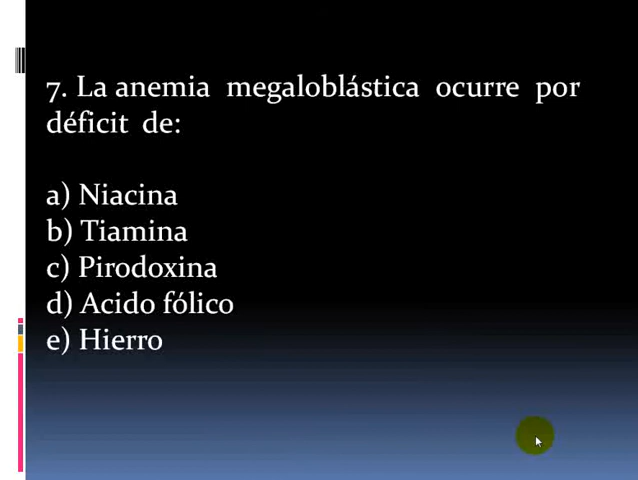 7. La anemia megaloblástica ocurre por
déficit de:
a) Niacina
b) Tiamina
c) Pirodoxina
d) Acido fólico
e) Hierro